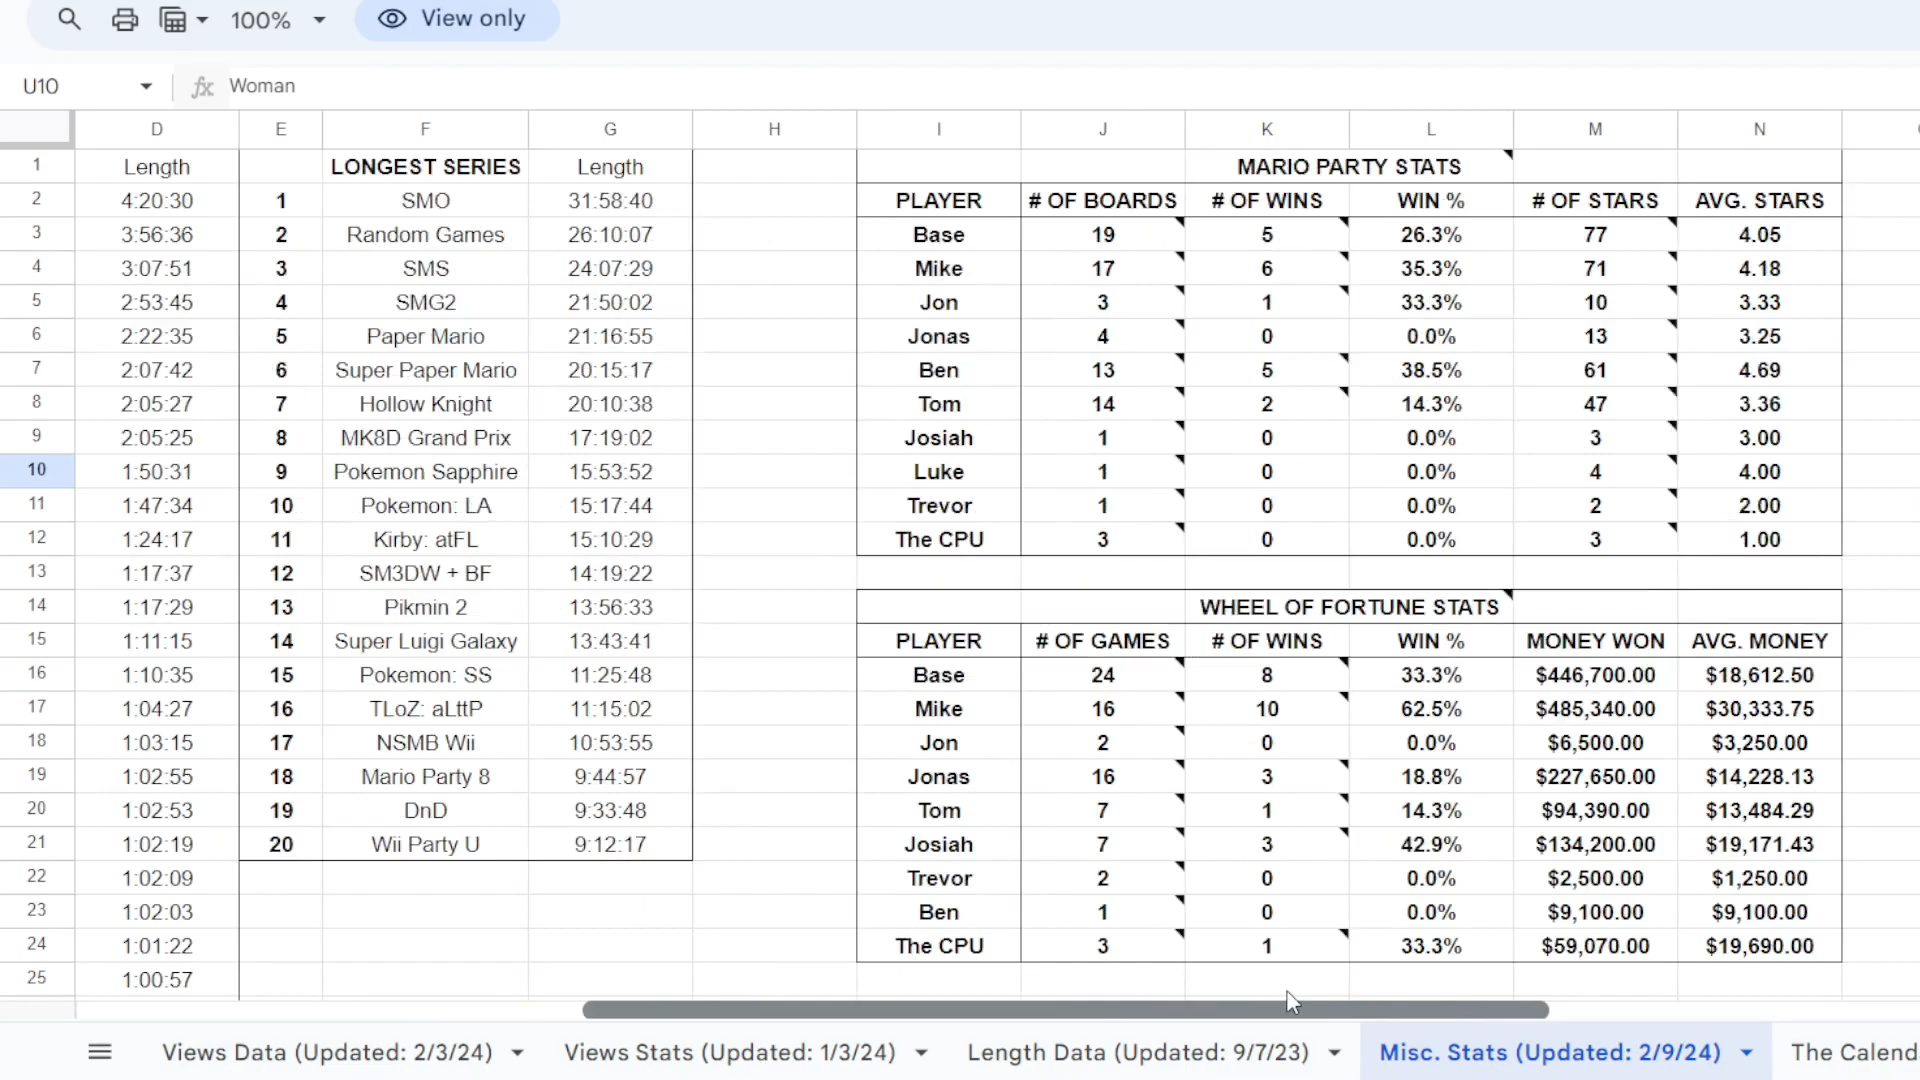 100% View only
U10 fx Woman
D E F G H I J K L M N
1 Length LONGEST SERIES Length MARIO PARTY STATS
2 4:20:30 1 SMO 31:58:40 PLAYER # OF BOARDS # OF WINS WIN % # OF STARS AVG. STARS
3 3:56:36 2 Random Games 26:10:07 Base 19 5 26.3% 77 4.05
4 3:07:51 3 SMS 24:07:29 Mike 17 6 35.3% 71 4.18
5 2:53:45 4 SMG2 21:50:02 Jon 3 1 33.3% 10 3.33
6 2:22:35 5 Paper Mario 21:16:55 Jonas 4 0 0.0% 13 3.25
7 2:07:42 6 Super Paper Mario 20:15:17 Ben 13 5 38.5% 61 4.69
8 2:05:27 7 Hollow Knight 20:10:38 Tom 14 2 14.3% 47 3.36
9 2:05:25 8 MK8D Grand Prix 17:19:02 Josiah 1 0 0.0% 3 3.00
10 1:50:31 9 Pokemon Sapphire 15:53:52 Luke 1 0 0.0% 4 4.00
11 1:47:34 10 Pokemon: LA 15:17:44 Trevor 1 0 0.0% 2 2.00
12 1:24:17 11 Kirby: atFL 15:10:29 The CPU 3 0 0.0% 3 1.00
13 1:17:37 12 SM3DW + BF 14:19:22
14 1:17:29 13 Pikmin 2 13:56:33 WHEEL OF FORTUNE STATS
15 1:11:15 14 Super Luigi Galaxy 13:43:41 PLAYER # OF GAMES # OF WINS WIN % MONEY WON AVG. MONEY
16 1:10:35 15 Pokemon: SS 11:25:48 Base 24 8 33.3% $446,700.00 $18,612.50
17 1:04:27 16 TLoZ: aLttP 11:15:02 Mike 16 10 62.5% $485,340.00 $30,333.75
18 1:03:15 17 NSMB Wii 10:53:55 Jon 2 0 0.0% $6,500.00 $3,250.00
19 1:02:55 18 Mario Party 8 9:44:57 Jonas 16 3 18.8% $227,650.00 $14,228.13
20 1:02:53 19 DnD 9:33:48 Tom 7 1 14.3% $94,390.00 $13,484.29
21 1:02:19 20 Wii Party U 9:12:17 Josiah 7 3 42.9% $134,200.00 $19,171.43
22 1:02:09 Trevor 2 0 0.0% $2,500.00 $1,250.00
23 1:02:03 Ben 1 0 0.0% $9,100.00 $9,100.00
24 1:01:22 The CPU 3 1 33.3% $59,070.00 $19,690.00
25 1:00:57
Views Data (Updated: 2/3/24) Views Stats (Updated: 1/3/24) Length Data (Updated: 9/7/23) Misc. Stats (Updated: 2/9/24) The Calend